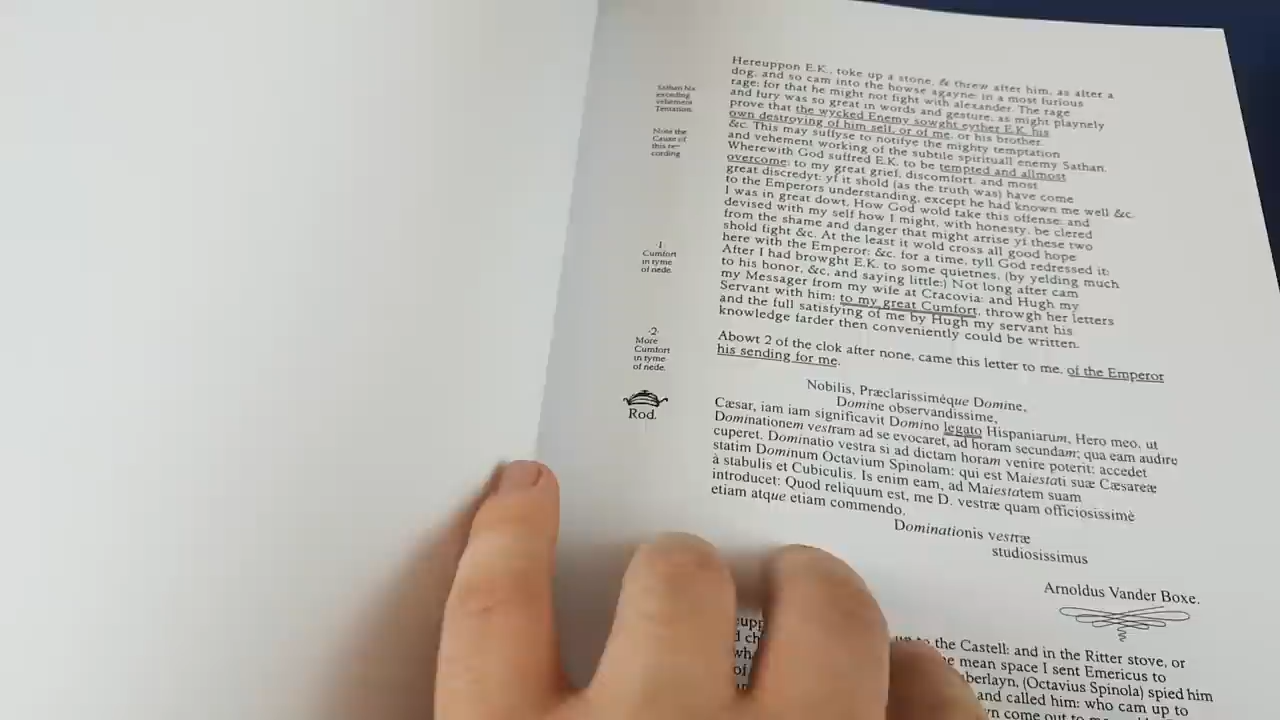 Sathan his
exceding
vehement
Tentation.
Note the
Cause of
this re-
cording
·1·
Cumfort
in tyme
of nede.
·2·
More
Cumfort
in tyme
of nede.
Rod.
Hereuppon E.K., toke up a stone, & threw after him, as after a
dog, and so cam into the howse agayne: in a most furious
rage; for that he might not fight with alexander. The rage
and fury was so great in words and gesture, as might playnely
prove that the wycked Enemy sowght eyther E.K. his
own destroying of him self, or of me, or his brother.
&c. This may suffyse to notifye the mighty temptation
and vehement working of the subtile spirituall enemy Sathan.
Wherewith God suffred E.K. to be tempted and allmost
overcome: to my great grief, discomfort, and most
great discredyt: yf it shold (as the truth was) have come
to the Emperors understanding, except he had known me well &c.
I was in great dowt, How God wold take this offense: and
devised with my self how I might, with honesty, be clered
from the shame and danger that might arrise yf these two
shold fight &c. At the least it wold cross all good hope
here with the Emperor: &c. for a time, tyll God redressed it:
After I had browght E.K. to some quietnes, (by yelding much
to his honor, &c, and saying little:) Not long after cam
my Messager from my wife at Cracovia: and Hugh my
Servant with him: to my great Cumfort, throwgh her letters
and the full satisfying of me by Hugh my servant his
knowledge farder then conveniently could be written.
Abowt 2 of the clok after none, came this letter to me, of the Emperor
his sending for me.
Nobilis, Præclarissiméque Domine,
Domine observandissime,
Cæsar, iam iam significavit Domino legato Hispaniarum, Hero meo, ut
Dominationem vestram ad se evocaret, ad horam secundam; qua eam audire
cuperet. Dominatio vestra si ad dictam horam venire poterit; accedet
statim Dominum Octavium Spinolam: qui est Maiestati suæ Cæsareæ
à stabulis et Cubiculis. Is enim eam, ad Maiestatem suam
introducet: Quod reliquum est, me D. vestræ quam officiosissimè
etiam atque etiam commendo.
Dominationis vestræ
studiosissimus
Arnoldus Vander Boxe.
to the Castell: and in the Ritter stove, or
mean space I sent Emericus to
(Octavius Spinola) spied him
and called him: who cam up to
come out to